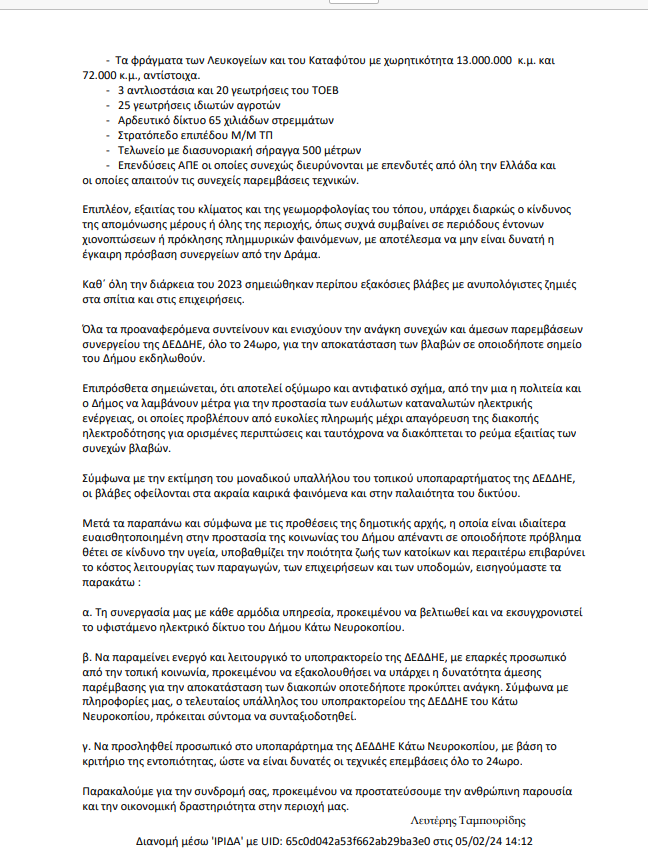 - Τα φράγματα των Λευκογείων και του Καταφύτου με χωρητικότητα 13.000.000 κ.μ. και
72.000 κ.μ., αντίστοιχα.
- 3 αντλιοστάσια και 20 γεωτρήσεις του ΤΟΕΒ
- 25 γεωτρήσεις ιδιωτών αγροτών
- Αρδευτικό δίκτυο 65 χιλιάδων στρεμμάτων
- Στρατόπεδο επιπέδου Μ/Μ ΤΠ
- Τελωνείο με διασυνοριακή σήραγγα 500 μέτρων
- Επενδύσεις ΑΠΕ οι οποίες συνεχώς διευρύνονται με επενδυτές από όλη την Ελλάδα και
οι οποίες απαιτούν τις συνεχείς παρεμβάσεις τεχνικών.
Επιπλέον, εξαιτίας του κλίματος και της γεωμορφολογίας του τόπου, υπάρχει διαρκώς ο κίνδυνος
της απομόνωσης μέρους ή όλης της περιοχής, όπως συχνά συμβαίνει σε περιόδους έντονων
χιονοπτώσεων ή πρόκλησης πλημμυρικών φαινόμενων, με αποτέλεσμα να μην είναι δυνατή η
έγκαιρη πρόσβαση συνεργείων από την Δράμα.
Καθ΄ όλη την διάρκεια του 2023 σημειώθηκαν περίπου εξακόσιες βλάβες με ανυπολόγιστες ζημιές
στα σπίτια και στις επιχειρήσεις.
Όλα τα προαναφερόμενα συντείνουν και ενισχύουν την ανάγκη συνεχών και άμεσων παρεμβάσεων
συνεργείου της ΔΕΔΔΗΕ, όλο το 24ωρο, για την αποκατάσταση των βλαβών σε οποιοδήποτε σημείο
του Δήμου εκδηλωθούν.
Επιπρόσθετα σημειώνεται, ότι αποτελεί οξύμωρο και αντιφατικό σχήμα, από την μια η πολιτεία και
ο Δήμος να λαμβάνουν μέτρα για την προστασία των ευάλωτων καταναλωτών ηλεκτρικής
ενέργειας, οι οποίες προβλέπουν από ευκολίες πληρωμής μέχρι απαγόρευση της διακοπής
ηλεκτροδότησης για ορισμένες περιπτώσεις και ταυτόχρονα να διακόπτεται το ρεύμα εξαιτίας των
συνεχών βλαβών.
Σύμφωνα με την εκτίμηση του μοναδικού υπαλλήλου του τοπικού υποπαραρτήματος της ΔΕΔΔΗΕ,
οι βλάβες οφείλονται στα ακραία καιρικά φαινόμενα και στην παλαιότητα του δικτύου.
Μετά τα παραπάνω και σύμφωνα με τις προθέσεις της δημοτικής αρχής, η οποία είναι ιδιαίτερα
ευαισθητοποιημένη στην προστασία της κοινωνίας του Δήμου απέναντι σε οποιοδήποτε πρόβλημα
θέτει σε κίνδυνο την υγεία, υποβαθμίζει την ποιότητα ζωής των κατοίκων και περαιτέρω επιβαρύνει
το κόστος λειτουργίας των παραγωγών, των επιχειρήσεων και των υποδομών, εισηγούμαστε τα
παρακάτω :
α. Τη συνεργασία μας με κάθε αρμόδια υπηρεσία, προκειμένου να βελτιωθεί και να εκσυγχρονιστεί
το υφιστάμενο ηλεκτρικό δίκτυο του Δήμου Κάτω Νευροκοπίου.
β. Να παραμείνει ενεργό και λειτουργικό το υποπρακτορείο της ΔΕΔΔΗΕ, με επαρκές προσωπικό
από την τοπική κοινωνία, προκειμένου να εξακολουθήσει να υπάρχει η δυνατότητα άμεσης
παρέμβασης για την αποκατάσταση των διακοπών οποτεδήποτε προκύπτει ανάγκη. Σύμφωνα με
πληροφορίες μας, ο τελευταίος υπάλληλος του υποπρακτορείου της ΔΕΔΔΗΕ του Κάτω
Νευροκοπίου, πρόκειται σύντομα να συνταξιοδοτηθεί.
γ. Να προσληφθεί προσωπικό στο υποπαράρτημα της ΔΕΔΔΗΕ Κάτω Νευροκοπίου, με βάση το
κριτήριο της εντοπιότητας, ώστε να είναι δυνατές οι τεχνικές επεμβάσεις όλο το 24ωρο.
Παρακαλούμε για την συνδρομή σας, προκειμένου να προστατεύσουμε την ανθρώπινη παρουσία
και την οικονομική δραστηριότητα στην περιοχή μας.
Λευτέρης Ταμπουρίδης
Διανομή μέσω 'ΙΡΙΔΑ' με UID: 65c0d042a53f662ab29ba3e0 στις 05/02/24 14:12